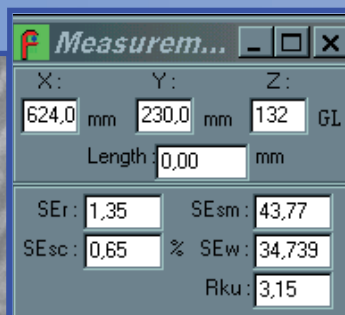 Measurem...
X: Y: Z:
624,0 mm 230,0 mm 132 GL
Length : 0,00 mm
SEr : 1,35 SEsm : 43,77
SEsc : 0,65 % SEw : 34,739
Rku : 3,15